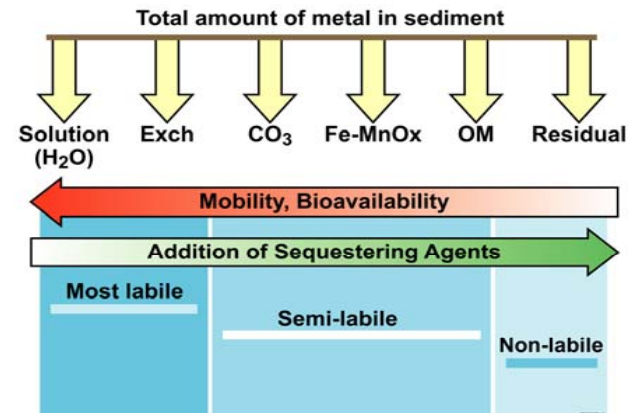 Total amount of metal in sediment
Solution Exch CO₃ Fe-MnOx OM Residual
(H₂O)
Mobility, Bioavailability
Addition of Sequestering Agents
Most labile
Semi-labile
Non-labile